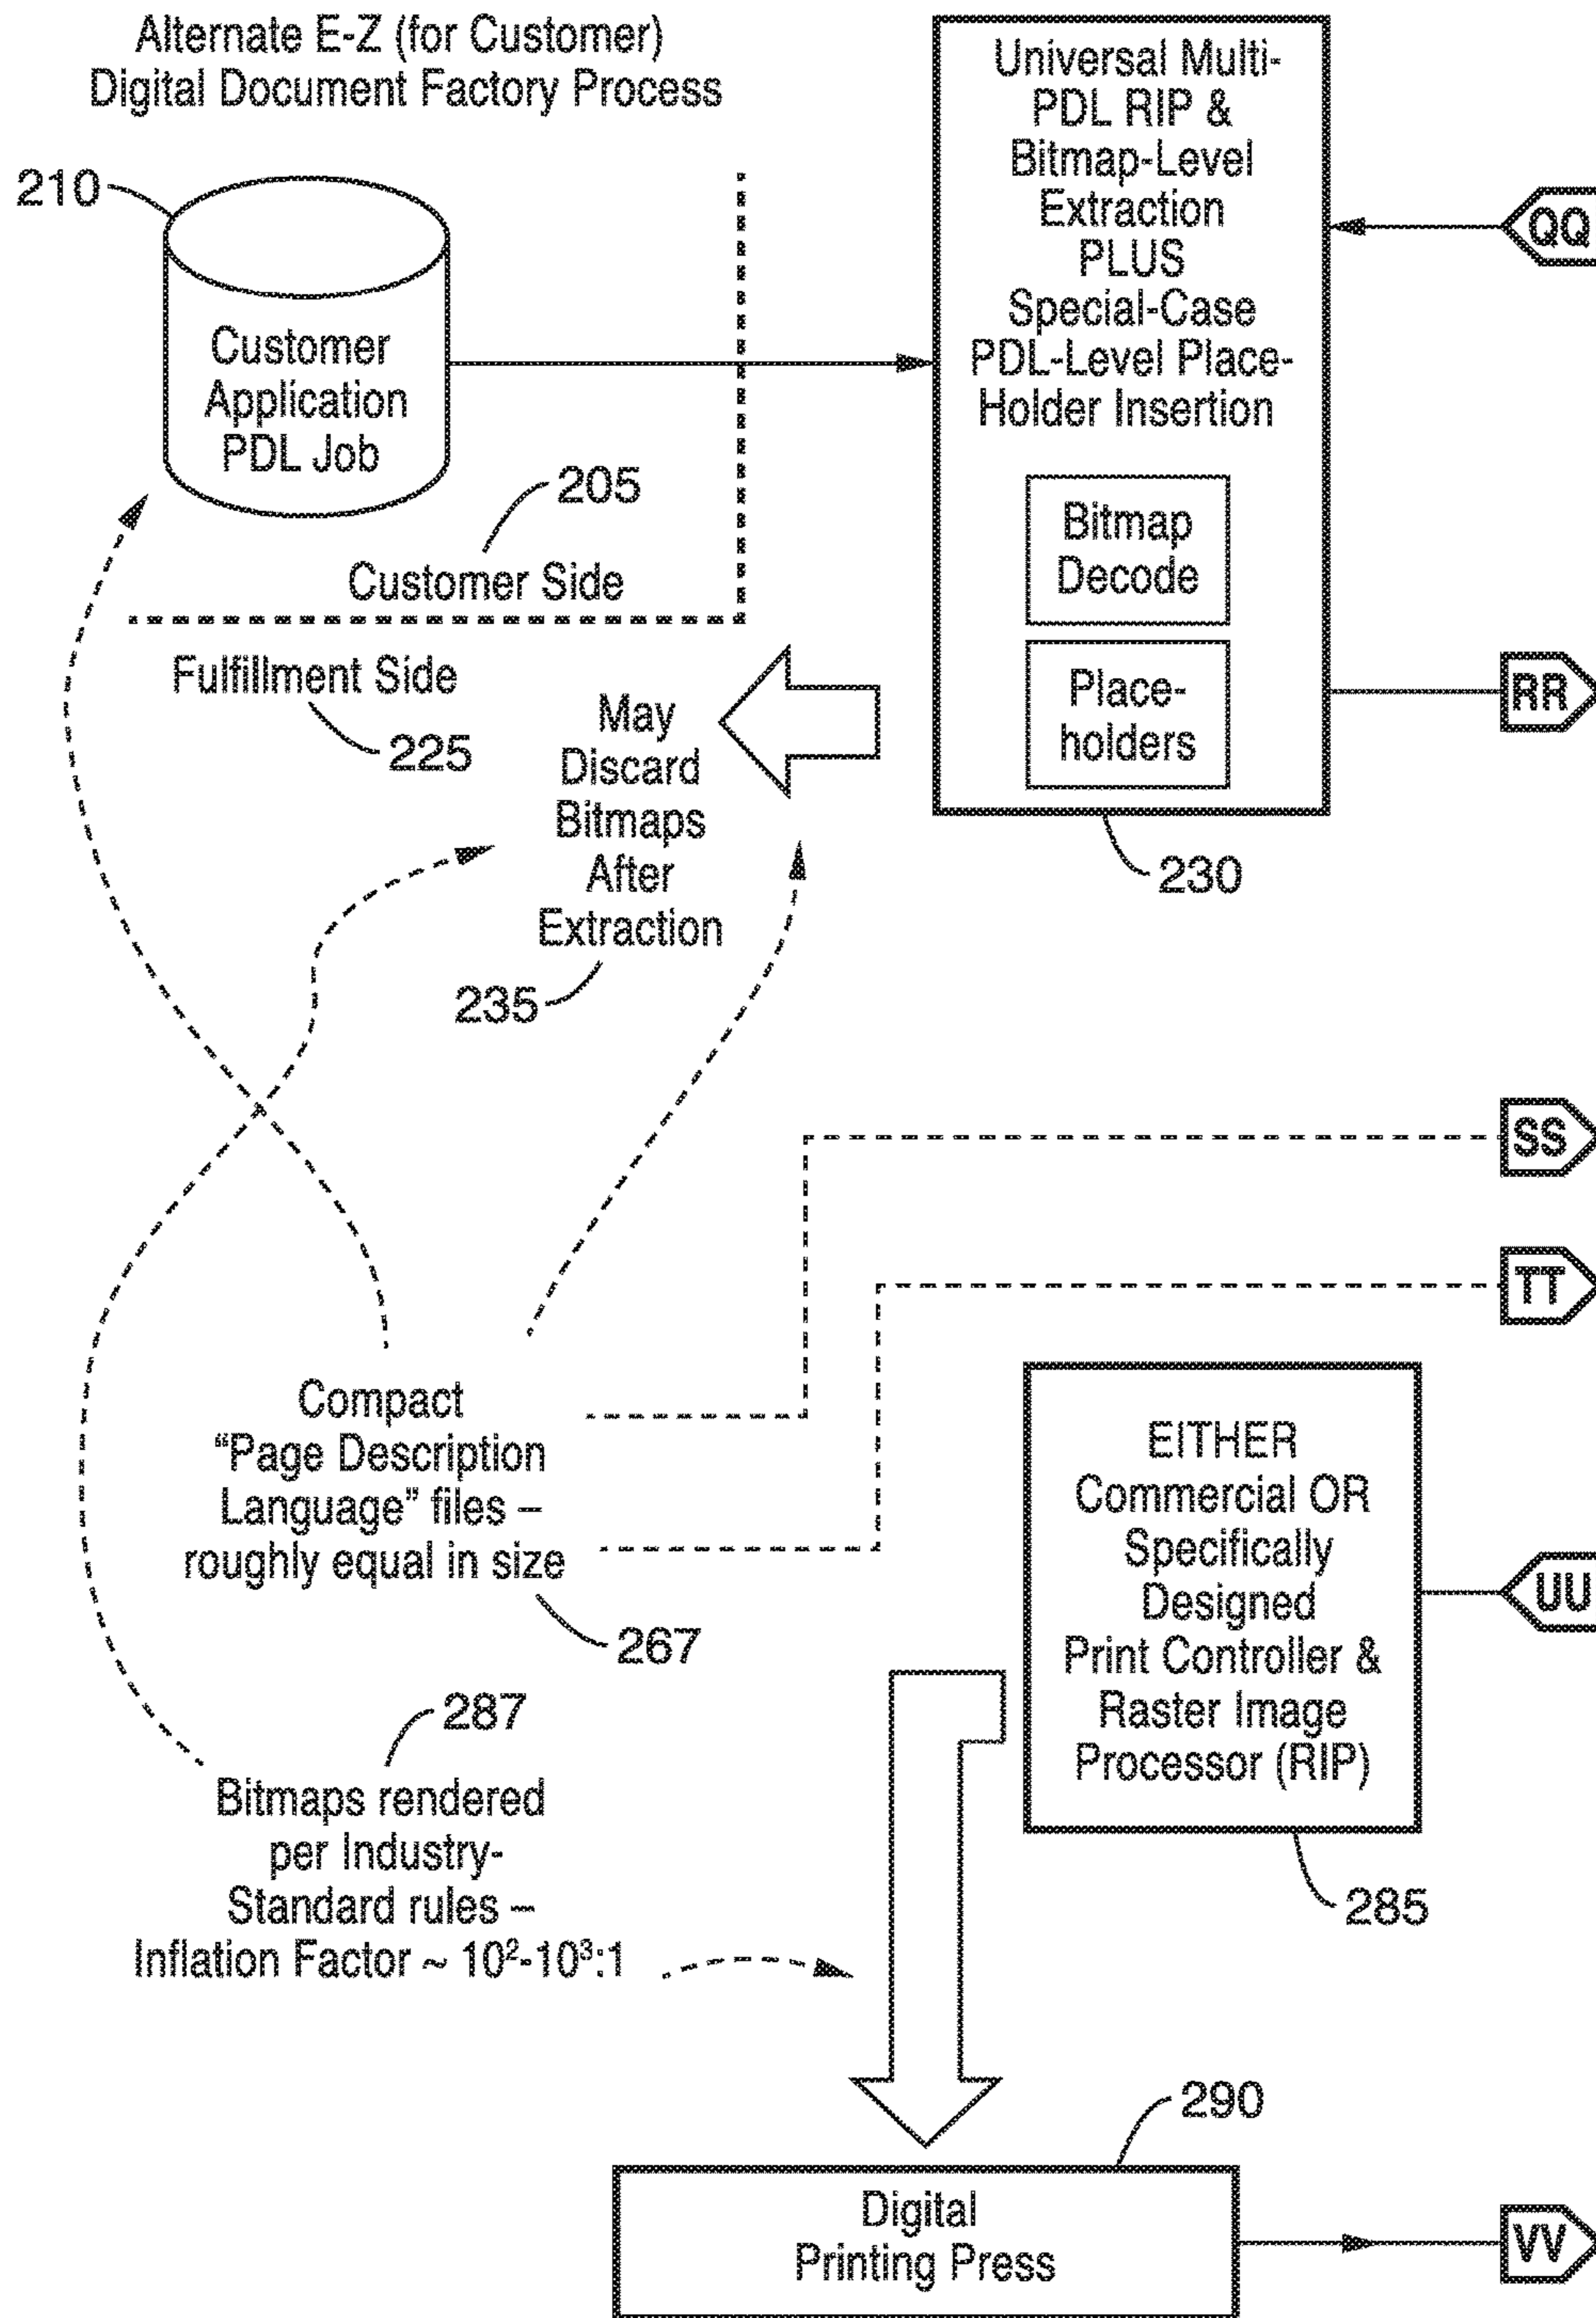 Alternate E-Z (for Customer)
Digital Document Factory Process
210
Customer
Application
PDL Job
205
Customer Side
Fulfillment Side
225
Universal Multi-
PDL RIP &
Bitmap-Level
Extraction
PLUS
Special-Case
PDL-Level Place-
Holder Insertion
Bitmap
Decode
Place-
holders
230
QQ
RR
May
Discard
Bitmaps
After
Extraction
235
SS
TT
Compact
“Page Description
Language” files –
roughly equal in size
267
EITHER
Commercial OR
Specifically
Designed
Print Controller &
Raster Image
Processor (RIP)
285
UU
287
Bitmaps rendered
per Industry-
Standard rules –
Inflation Factor ~ 10²-10³:1
290
Digital
Printing Press
VV